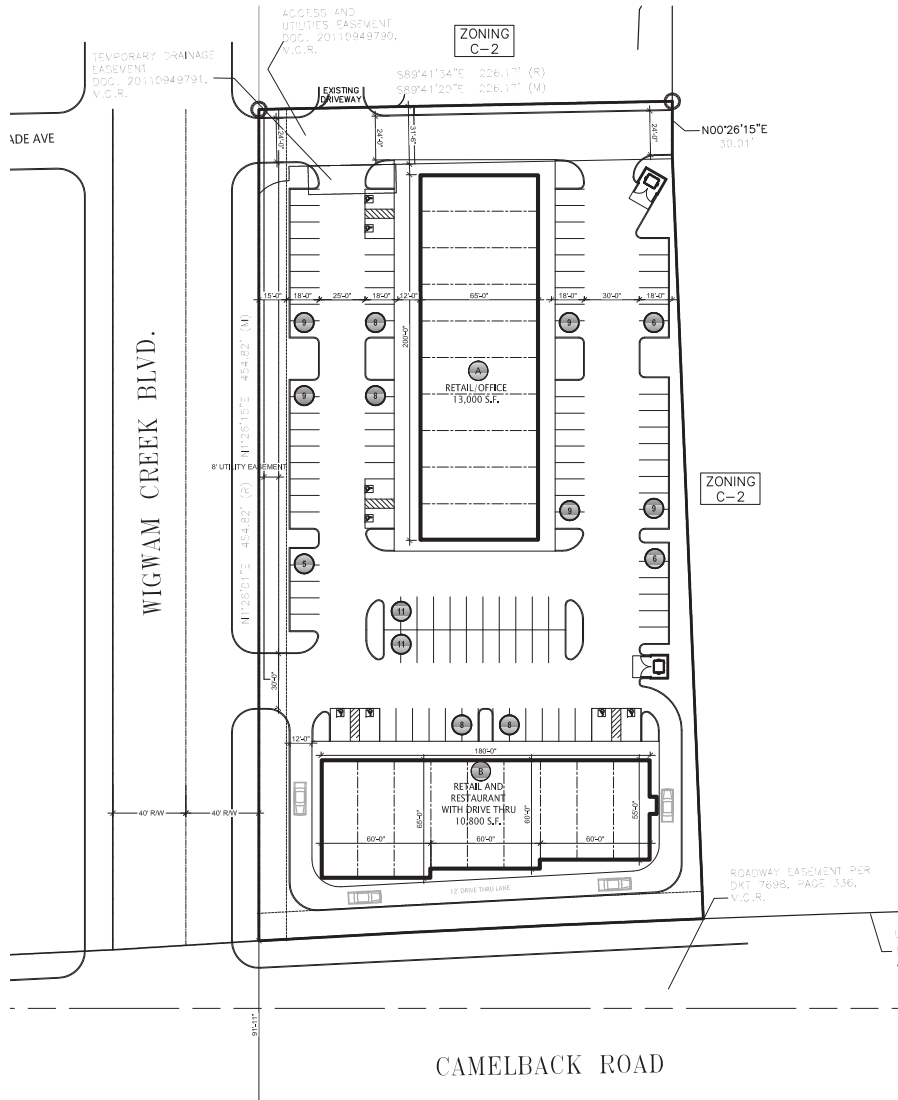 ACCESS AND
UTILITIES EASEMENT
DOC. 20110949790,
M.C.R.
ZONING
C-2
TEMPORARY DRAINAGE
EASEMENT
DOC. 20110949791,
M.C.R.
S89°41'34"E 226.17' (R)
S89°41'20"E 226.17' (M)
EXISTING
DRIVEWAY
ADE AVE
24'-0"
24'-0"
31'-6"
24'-0"
N00°26'15"E
30.01'
15'-0"
18'-0"
25'-0"
18'-0"
12'-0"
65'-0"
18'-0"
30'-0"
18'-0"
9
8
9
6
200'-0"
A
RETAIL/OFFICE
13,000 S.F.
9
8
WIGWAM CREEK BLVD.
N1°26'01"E 454.82' (R) N1°26'15"E 454.82' (M)
8' UTILITY EASEMENT
ZONING
C-2
9
9
5
6
11
11
30'-0"
8
8
12'-0"
180'-0"
B
RETAIL AND
RESTAURANT
WITH DRIVE THRU
10,800 S.F.
65'-0"
60'-0"
55'-0"
40' R/W
40' R/W
60'-0"
60'-0"
60'-0"
12' DRIVE THRU LANE
ROADWAY EASEMENT PER
DKT 7698, PAGE 336,
M.C.R.
91'-11"
CAMELBACK ROAD